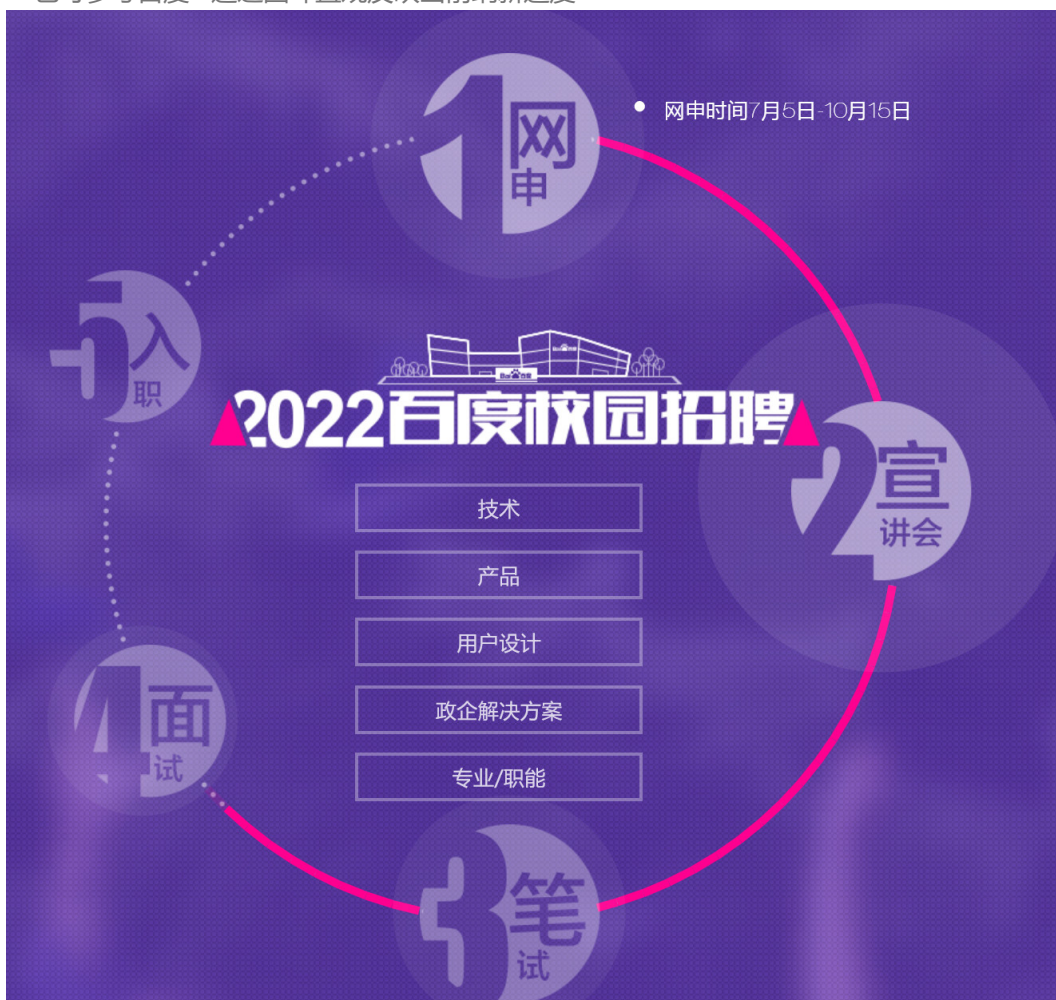 1网
申
网申时间7月5日-10月15日
5入
职
2022百度校园招聘
2宣
讲会
技术
产品
用户设计
政企解决方案
专业/职能
4面
试
3笔
试